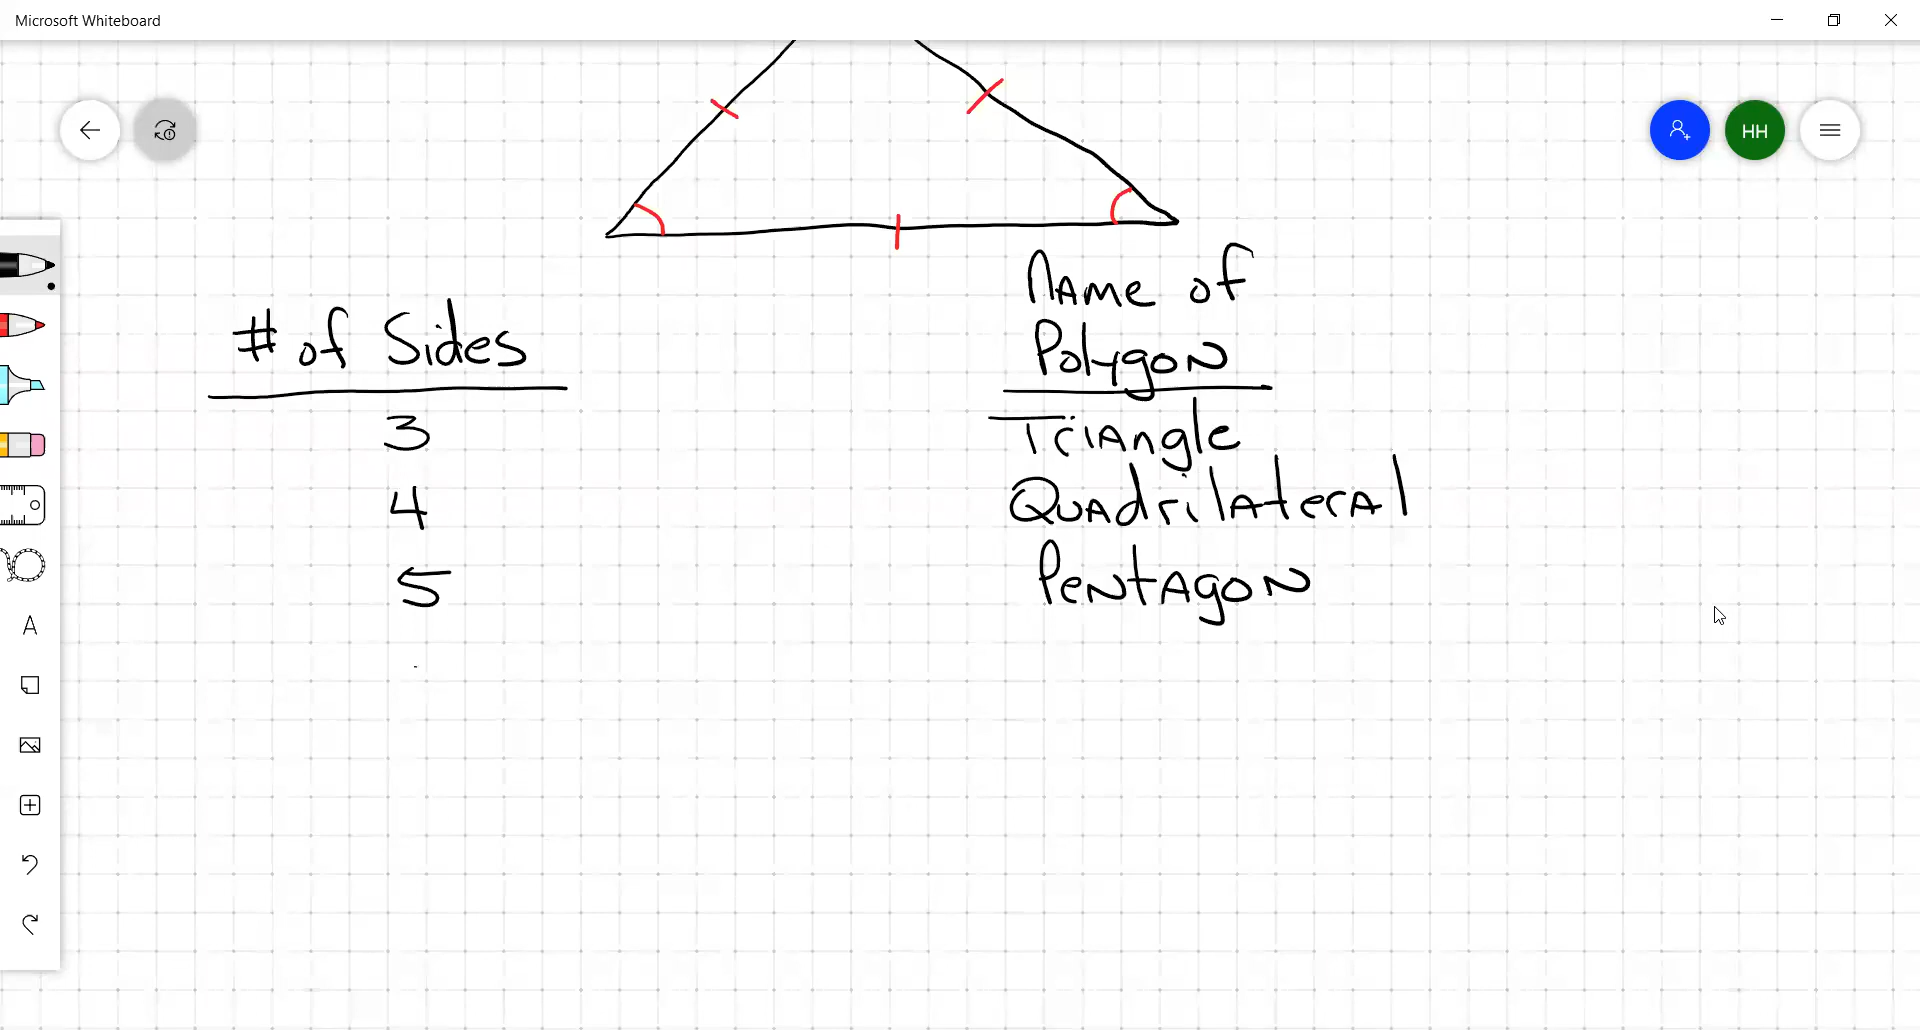 Microsoft Whiteboard
HH
Name of
# of Sides
Polygon
3
Triangle
4
Quadrilateral
5
Pentagon
A